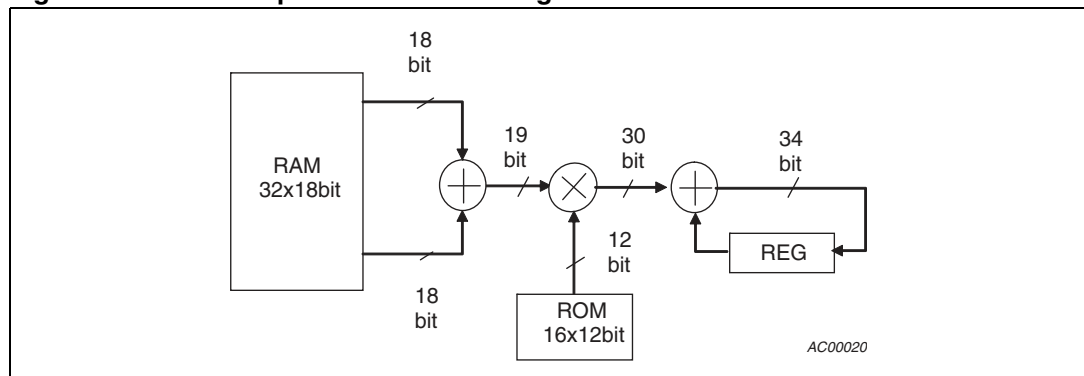 18
bit
RAM
32x18bit
19
bit
30
bit
34
bit
18
bit
12
bit
REG
ROM
16x12bit
AC00020